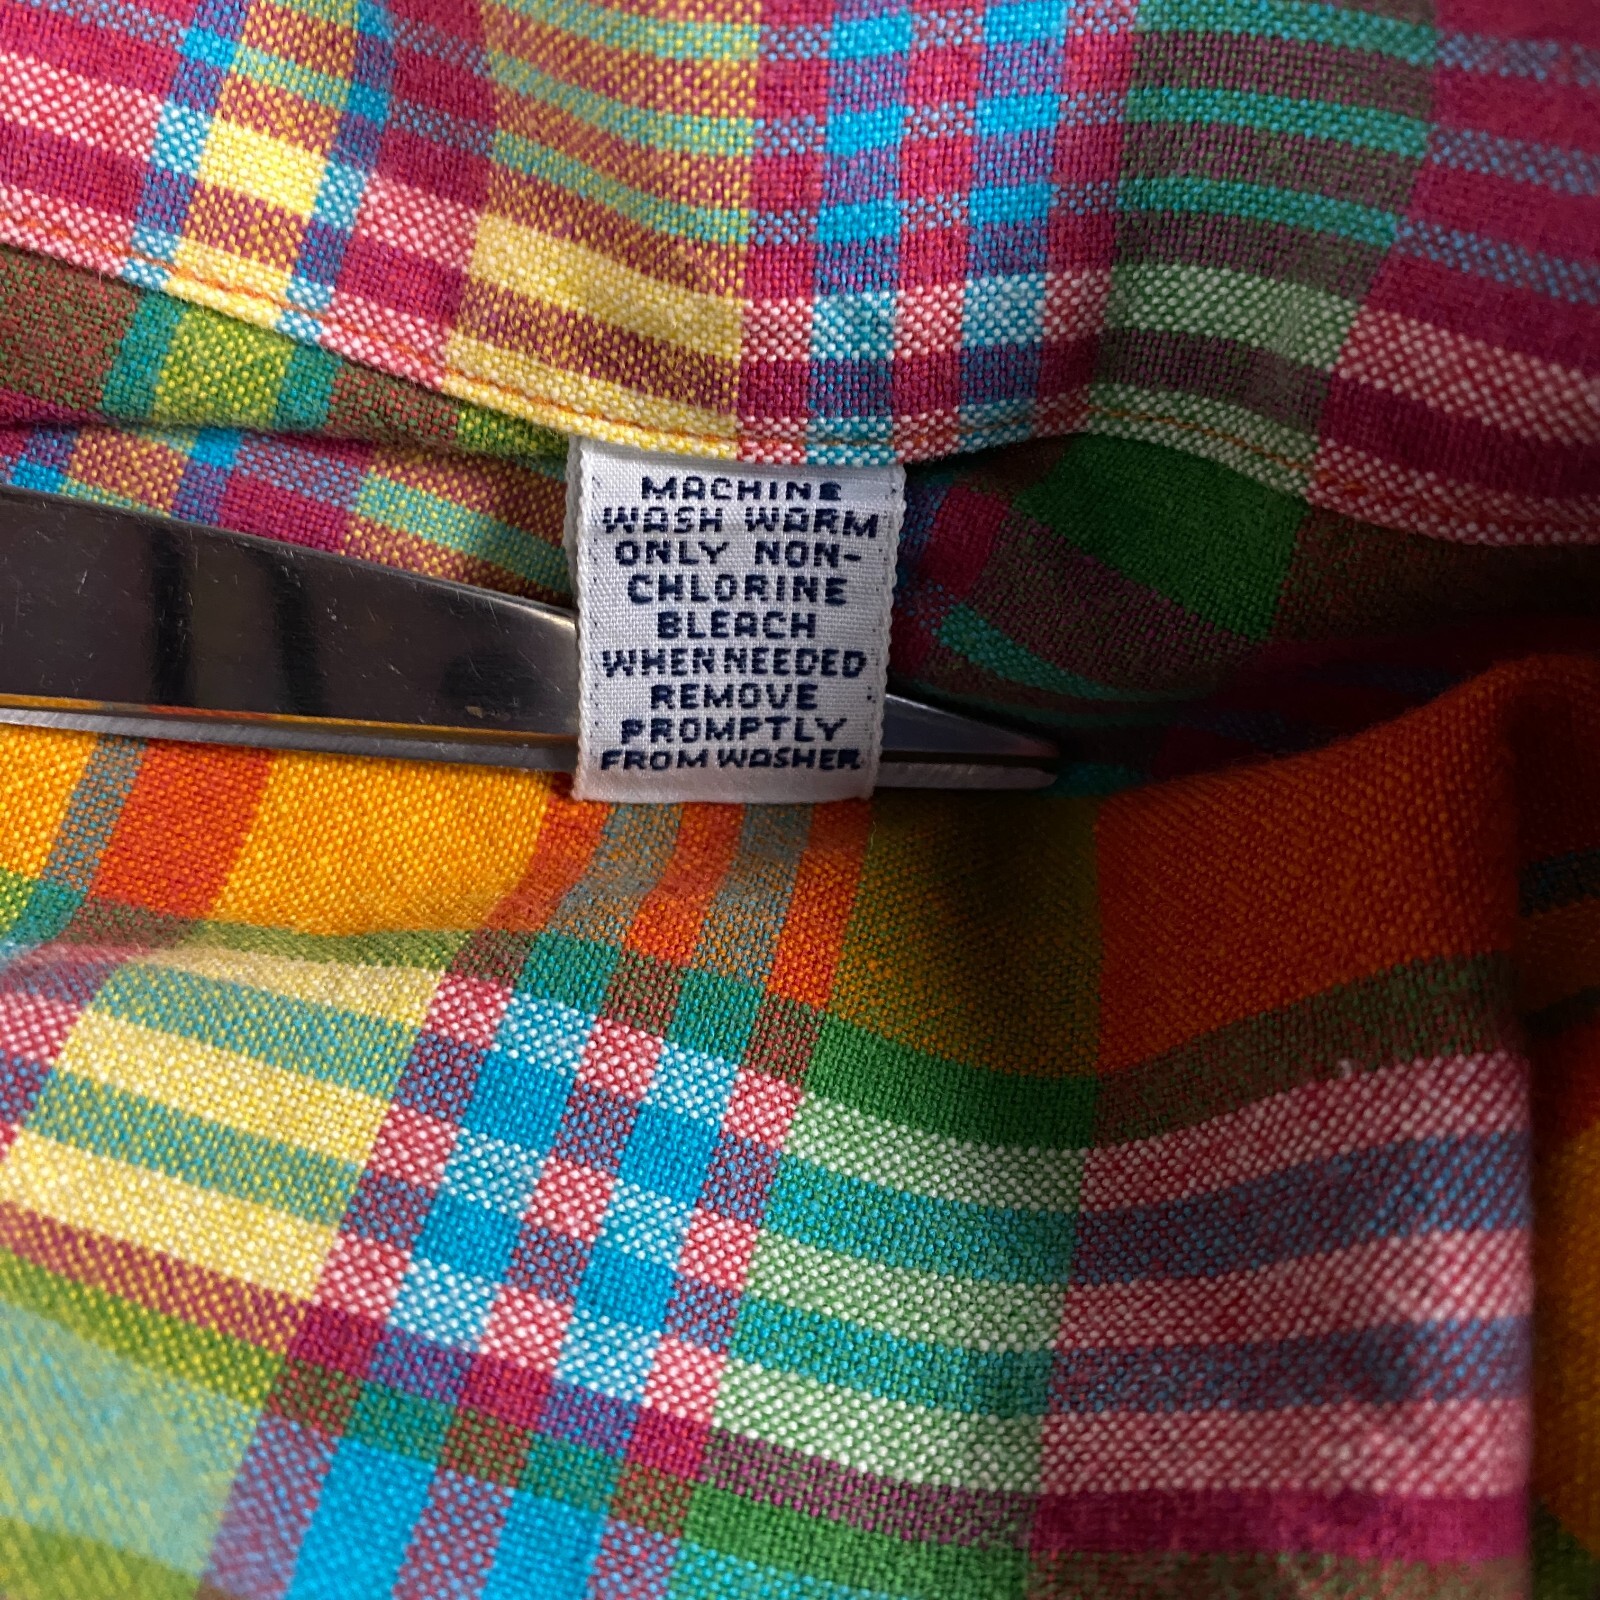 MACHINE
WASH WARM
ONLY NON-
CHLORINE
BLEACH
WHEN NEEDED
REMOVE
PROMPTLY
FROM WASHER